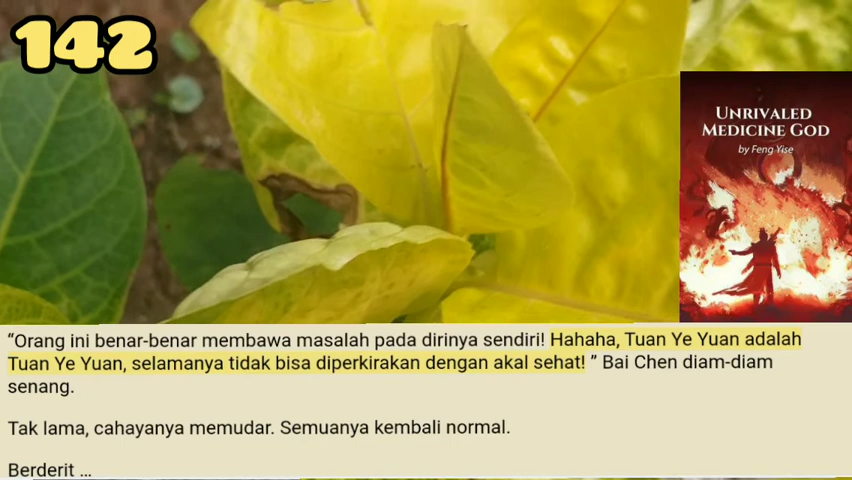 142
UNRIVALED
MEDICINE GOD
by Feng Yise
“Orang ini benar-benar membawa masalah pada dirinya sendiri! Hahaha, Tuan Ye Yuan adalah
Tuan Ye Yuan, selamanya tidak bisa diperkirakan dengan akal sehat! ” Bai Chen diam-diam
senang.
Tak lama, cahayanya memudar. Semuanya kembali normal.
Berderit ...